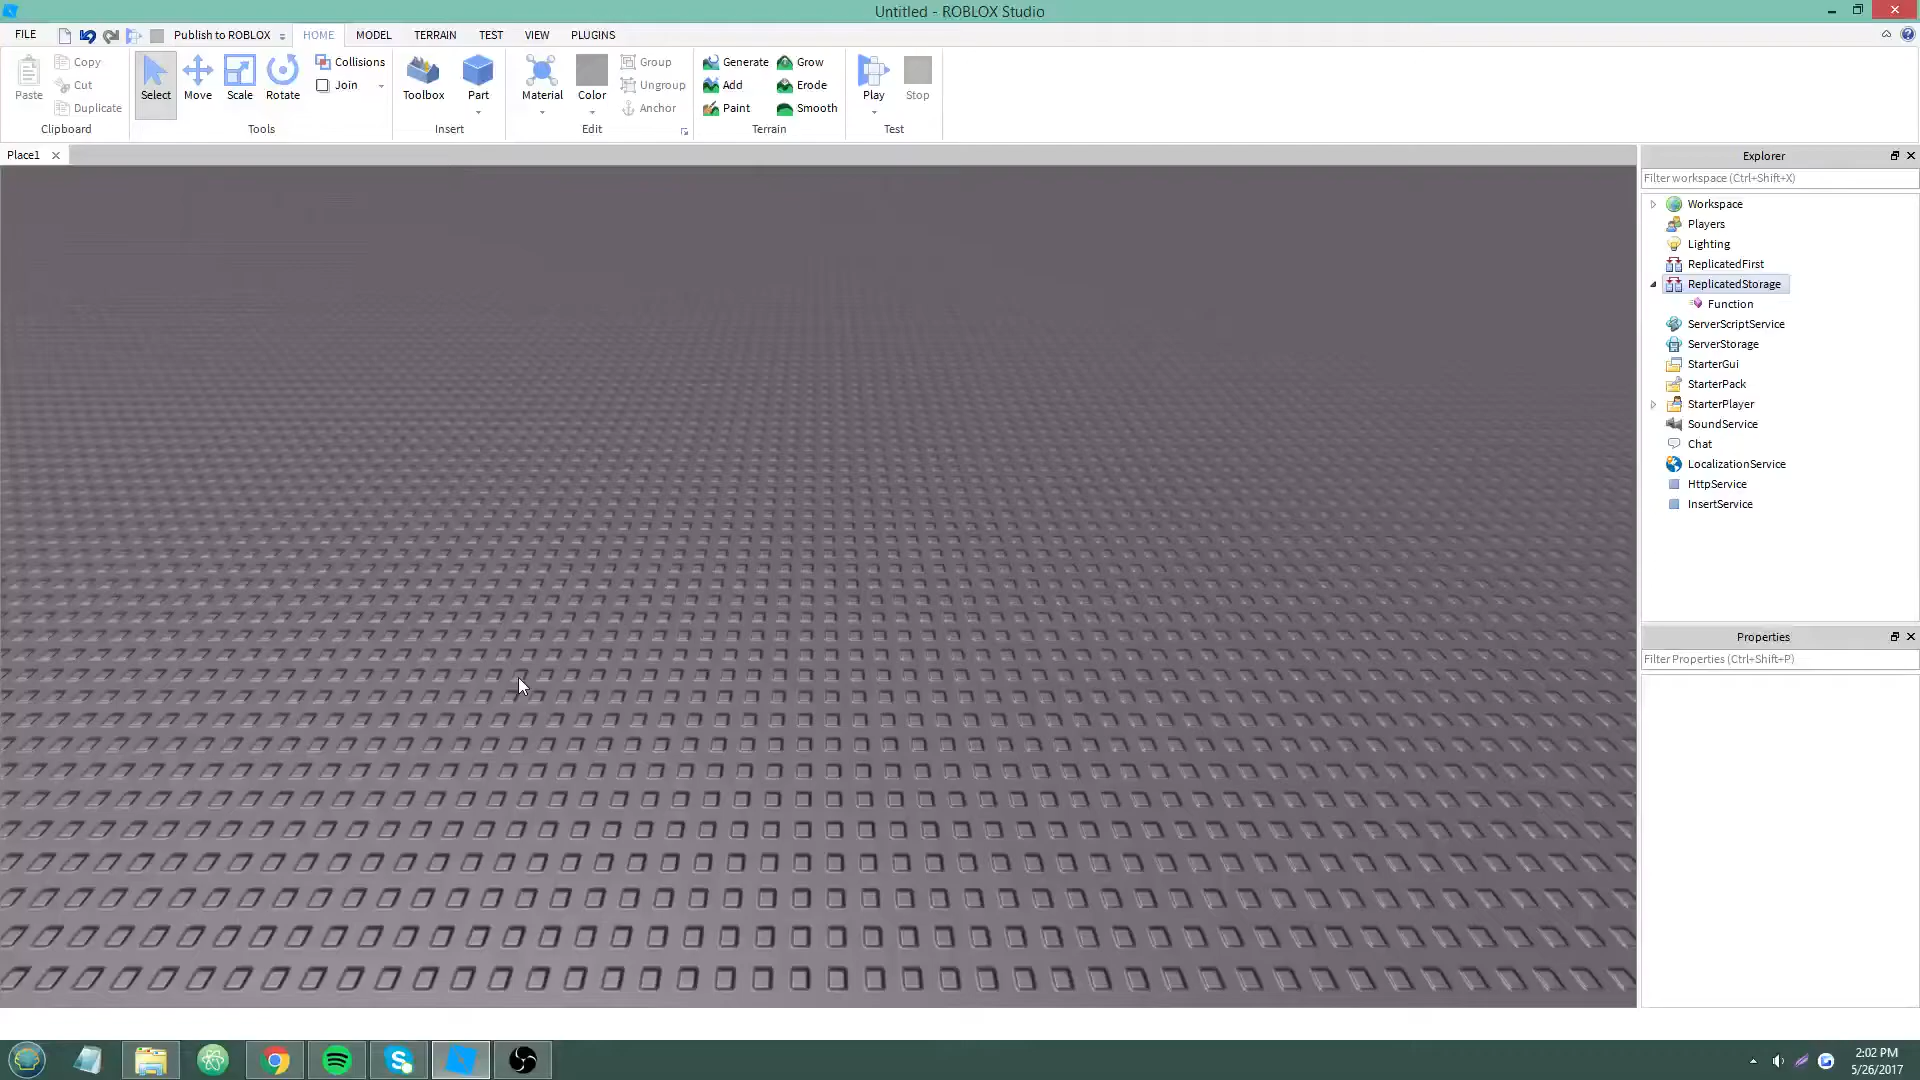 Untitled - ROBLOX Studio
FILE
Publish to ROBLOX
HOME
MODEL
TERRAIN
TEST
VIEW
PLUGINS
Paste
Copy
Cut
Duplicate
Clipboard
Select
Move
Scale
Rotate
Collisions
Join
Tools
Toolbox
Part
Insert
Material
Color
Group
Ungroup
Anchor
Edit
Generate
Add
Paint
Grow
Erode
Smooth
Terrain
Play
Stop
Test
Place1
Explorer
Filter workspace (Ctrl+Shift+X)
Workspace
Players
Lighting
ReplicatedFirst
ReplicatedStorage
Function
ServerScriptService
ServerStorage
StarterGui
StarterPack
StarterPlayer
SoundService
Chat
LocalizationService
HttpService
InsertService
Properties
Filter Properties (Ctrl+Shift+P)
2:02 PM
5/26/2017